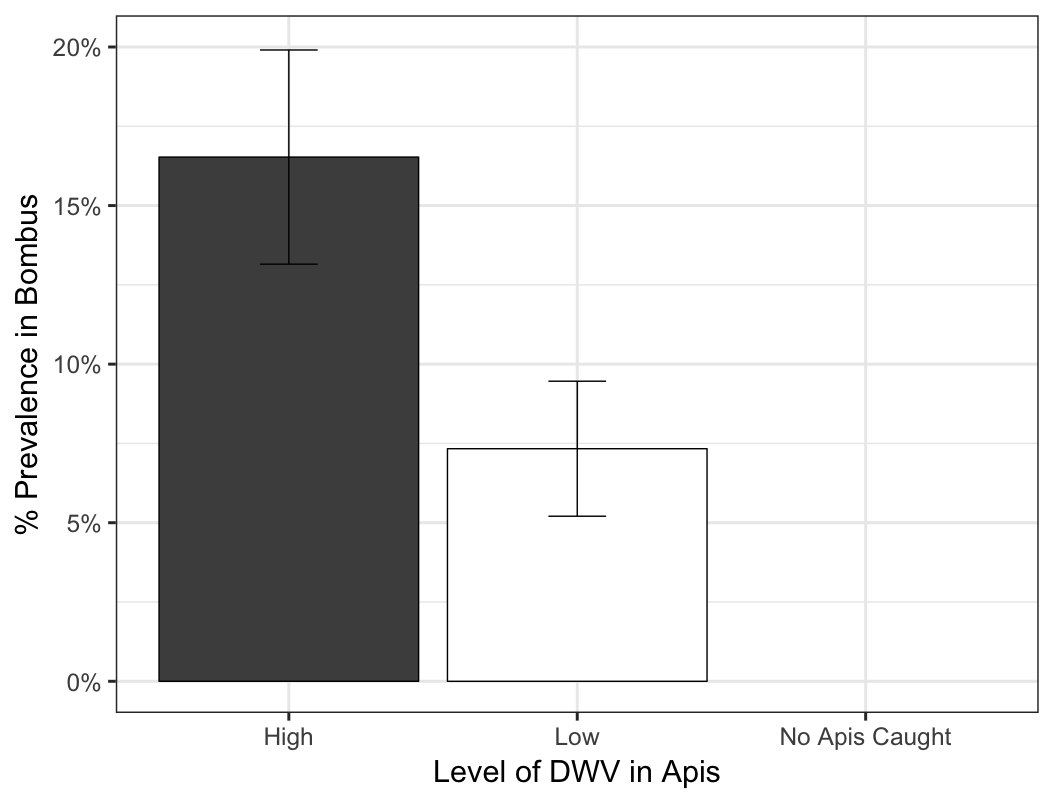 % Prevalence in Bombus
20%
15%
10%
5%
0%
High Low No Apis Caught
Level of DWV in Apis